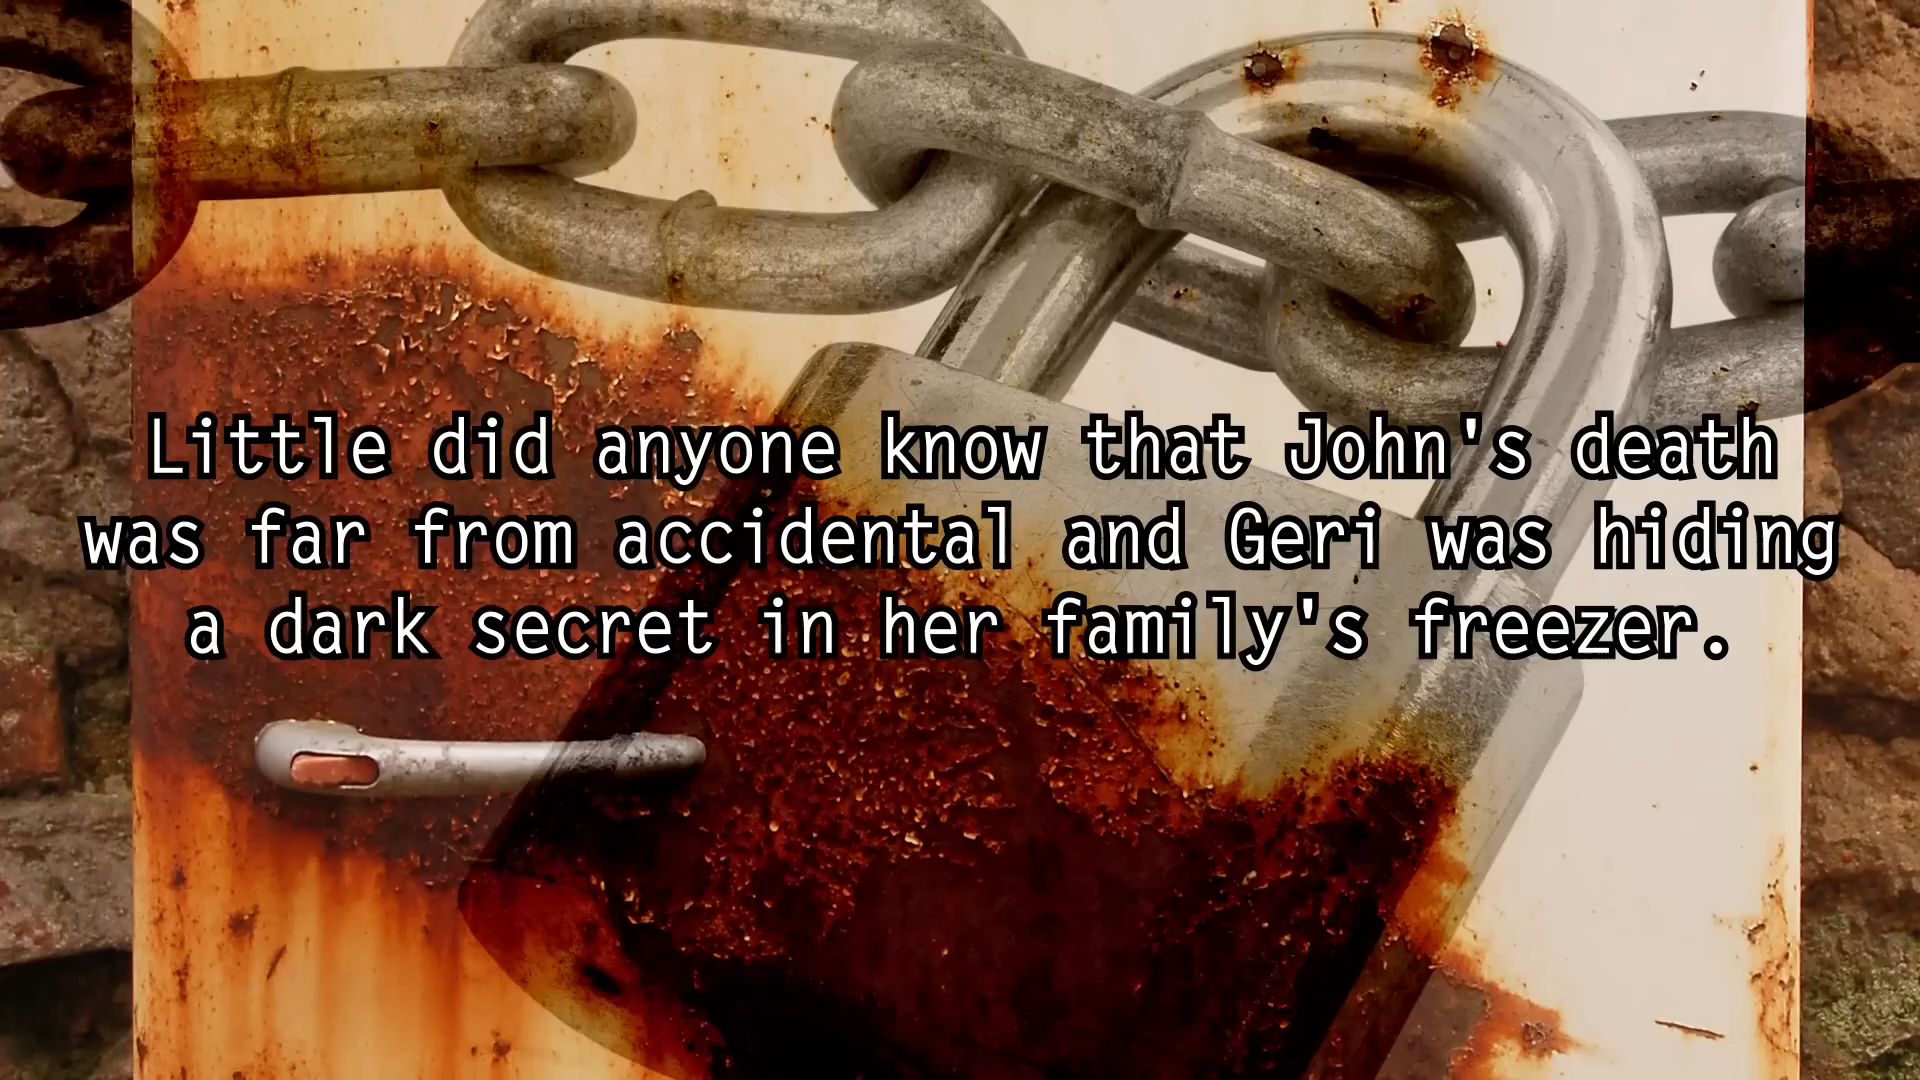 Little did anyone know that John's death
was far from accidental and Geri was hiding
a dark secret in her family's freezer.